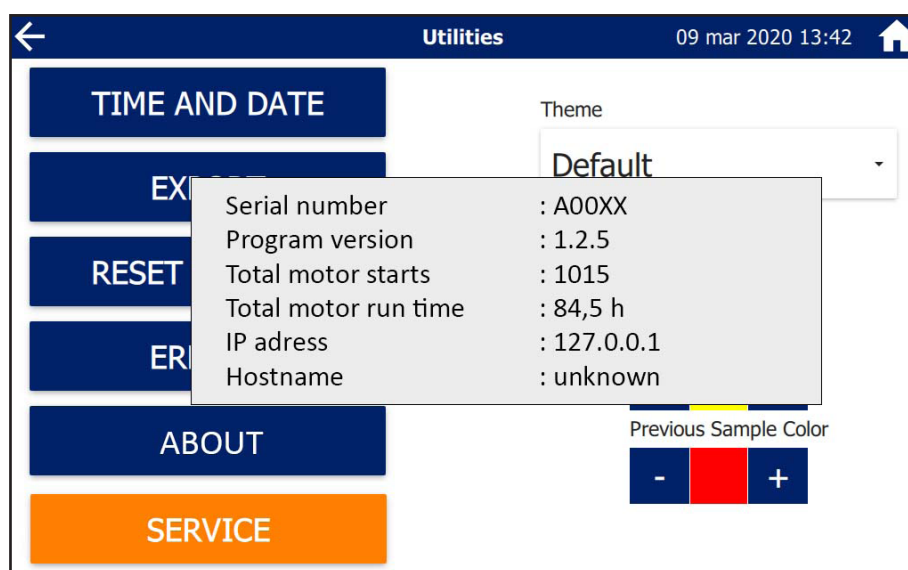 Utilities
09 mar 2020 13:42
TIME AND DATE
Theme
Default
RESET
Serial number : A00XX
Program version : 1.2.5
Total motor starts : 1015
Total motor run time : 84,5 h
IP adress : 127.0.0.1
Hostname : unknown
ABOUT
Previous Sample Color
- +
SERVICE